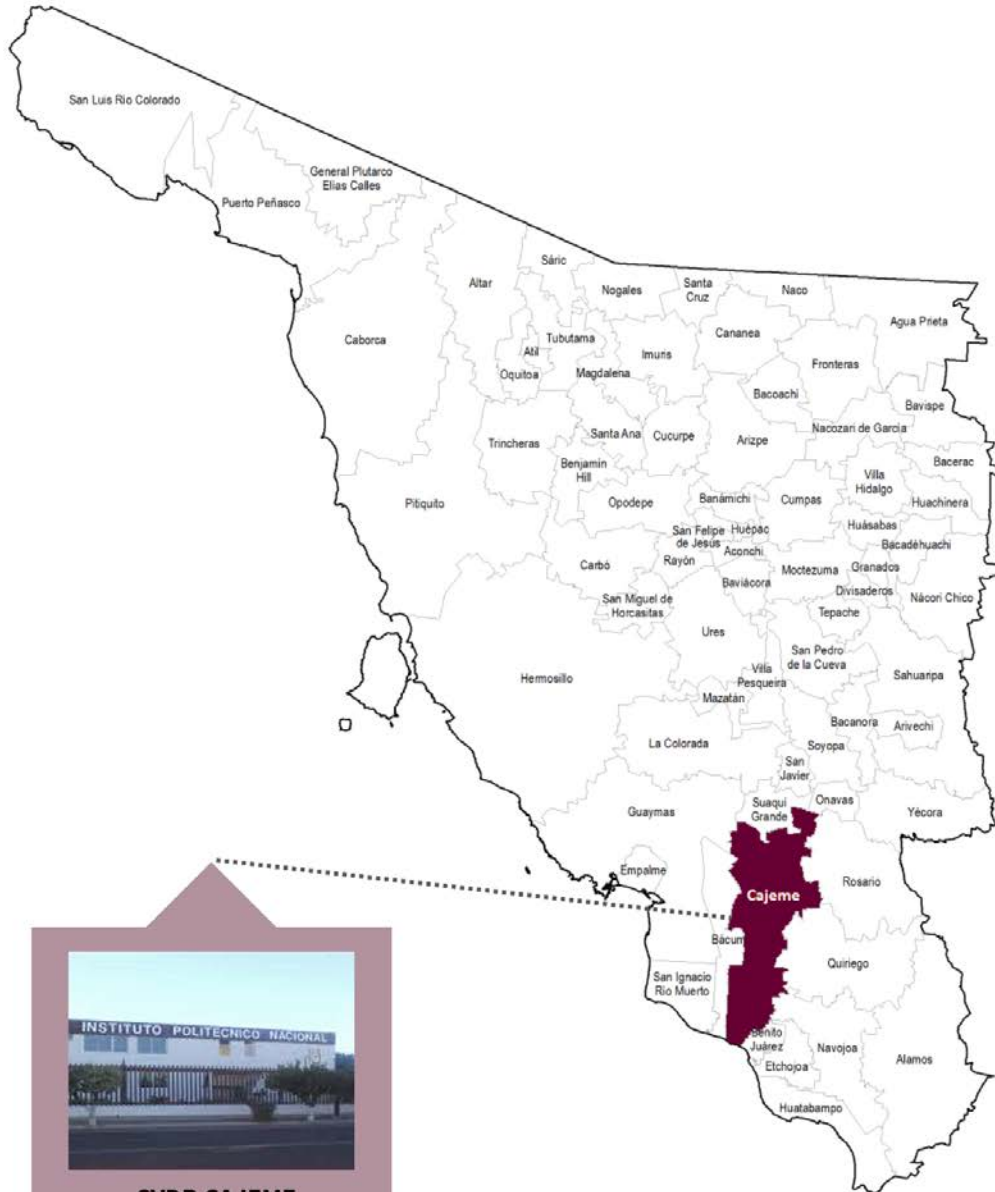 San Luis Río Colorado
General Plutarco
Elías Calles
Puerto Peñasco
Sáric
Altar
Nogales
Santa
Cruz
Naco
Agua Prieta
Caborca
Atil
Tubutama
Oquitoa
Magdalena
Imuris
Cananea
Fronteras
Bacoachi
Bavispe
Trincheras
Santa Ana
Cucurpe
Arizpe
Nacozari de García
Bacerac
Benjamín
Hill
Villa
Hidalgo
Huachinera
Pitiquito
Opodepe
Banámichi
Cumpas
San Felipe
de Jesús
Huépac
Huásabas
Bacadéhuachi
Aconchi
Carbó
Rayón
Moctezuma
Granados
Baviácora
Divisaderos
Nácori Chico
San Miguel de
Horcasitas
Tepache
Ures
San Pedro
de la Cueva
Hermosillo
Villa
Pesqueira
Sahuaripa
Mazatán
Bacanora
Arivechi
La Colorada
Soyopa
San
Javier
Guaymas
Suaqui
Grande
Onavas
Yécora
Empalme
Rosario
Cajeme
Bácum
Quiriego
San Ignacio
Río Muerto
Benito
Juárez
Navojoa
Etchojoa
Alamos
Huatabampo
INSTITUTO POLITECNICO NACIONAL